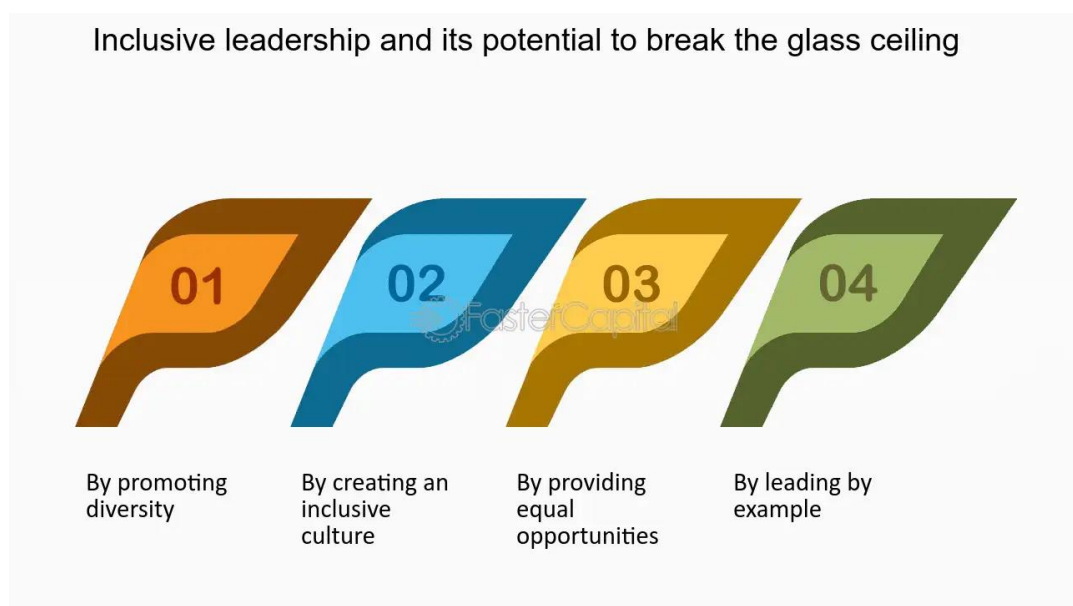 Inclusive leadership and its potential to break the glass ceiling
01
02
03
04
FasterCapital
By promoting
diversity
By creating an
inclusive
culture
By providing
equal
opportunities
By leading by
example